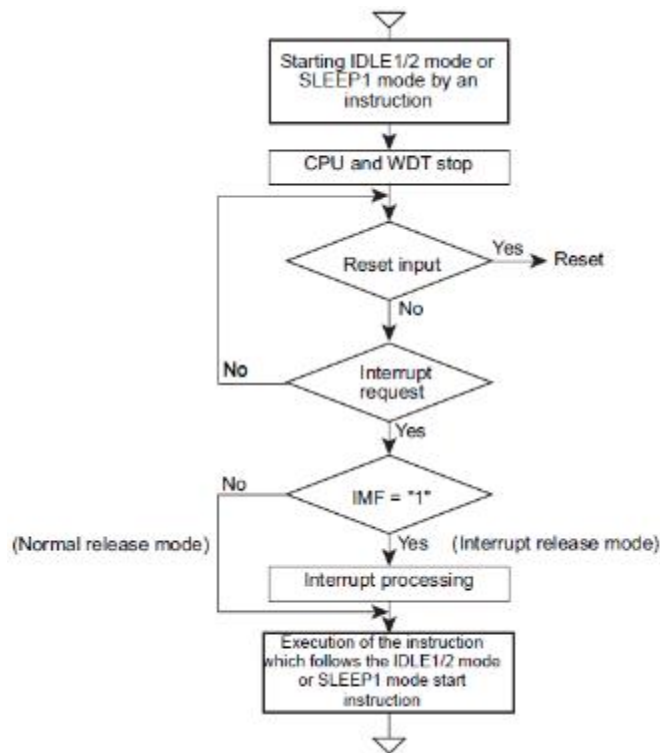 Starting IDLE1/2 mode or
SLEEP1 mode by an
instruction
CPU and WDT stop
Reset input
Yes
Reset
No
No
Interrupt
request
Yes
No
IMF = "1"
(Normal release mode)
Yes
(Interrupt release mode)
Interrupt processing
Execution of the instruction
which follows the IDLE1/2 mode
or SLEEP1 mode start
instruction